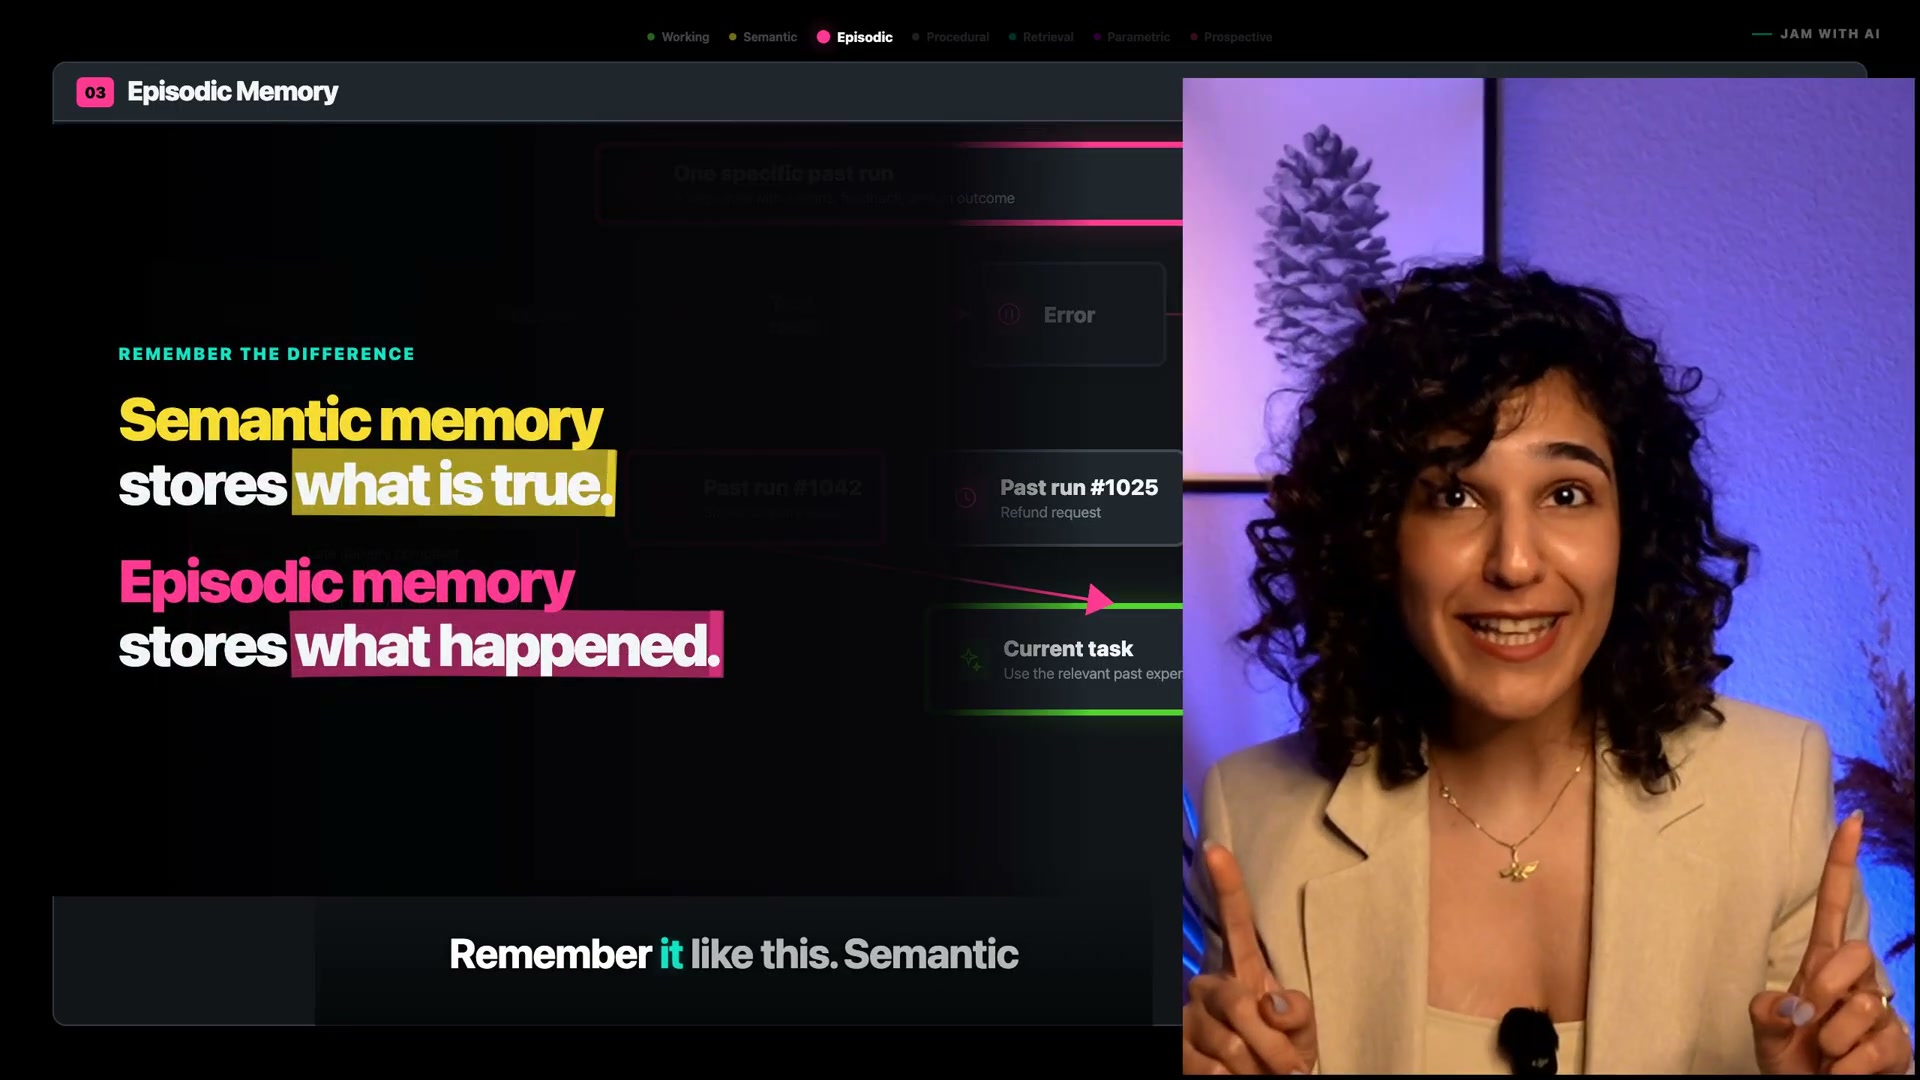 Working
Semantic
Episodic
Procedural
Retrieval
Parametric
Prospective
JAM WITH AI
03
Episodic Memory
One specific past run
outcome
Error
REMEMBER THE DIFFERENCE
Semantic memory
stores what is true.
Episodic memory
stores what happened.
Past run #1042
Past run #1025
Refund request
Current task
Use the relevant past exper
Remember it like this. Semantic